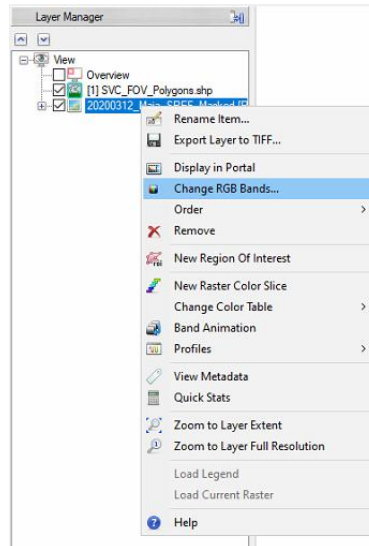 Layer Manager
View
Overview
[1] SVC_FOV_Polygons.shp
Rename Item...
Export Layer to TIFF...
Display in Portal
Change RGB Bands...
Order
Remove
New Region Of Interest
New Raster Color Slice
Change Color Table
Band Animation
Profiles
View Metadata
Quick Stats
Zoom to Layer Extent
Zoom to Layer Full Resolution
Load Legend
Load Current Raster
Help